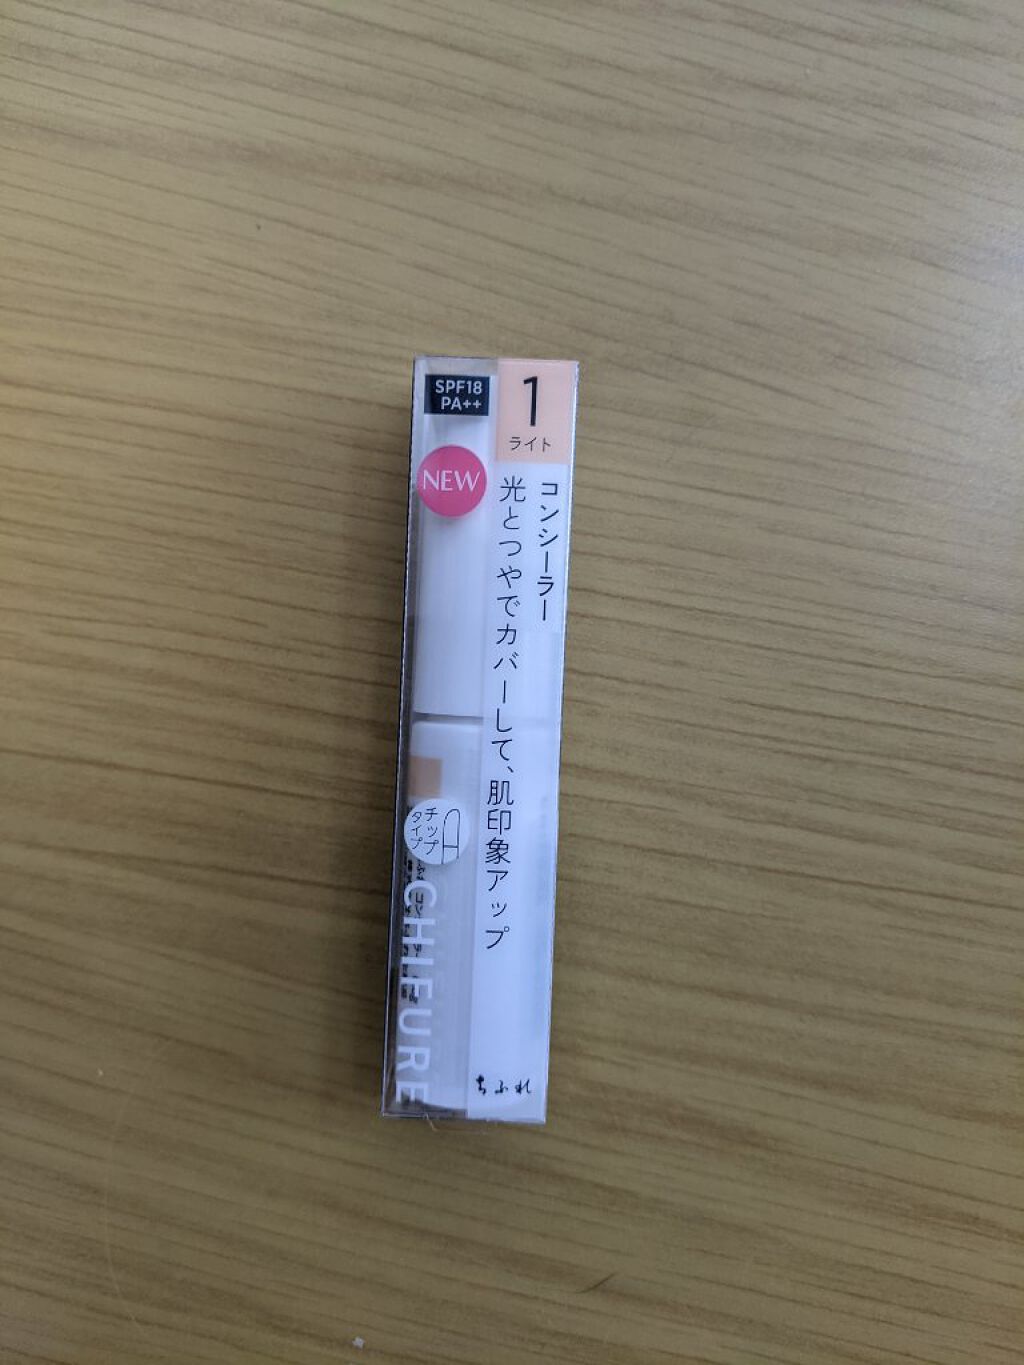 SPF18
PA++
1
ライト
NEW
コンシーラー
光とつやでカバーして、肌印象アップ
チップ
タイプ
CHIFURE
ちふれ